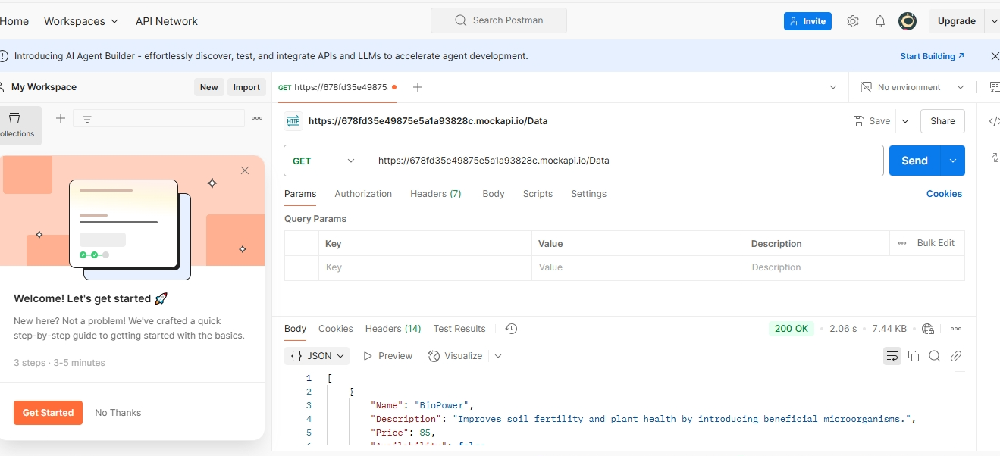 Home Workspaces API Network Search Postman Invite Upgrade
Introducing AI Agent Builder - effortlessly discover, test, and integrate APIs and LLMs to accelerate agent development. Start Building
My Workspace New Import GET https://678fd35e49875 No environment
ollections
HTTP https://678fd35e49875e5a1a93828c.mockapi.io/Data Save Share
GET https://678fd35e49875e5a1a93828c.mockapi.io/Data Send
Params Authorization Headers (7) Body Scripts Settings Cookies
Query Params
Key Value Description Bulk Edit
Key Value Description
Welcome! Let's get started 🚀
New here? Not a problem! We've crafted a quick
step-by-step guide to getting started with the basics.
3 steps · 3-5 minutes
Get Started No Thanks
Body Cookies Headers (14) Test Results 200 OK • 2.06 s • 7.44 KB
{} JSON Preview Visualize
1 [
2 {
3 "Name": "BioPower",
4 "Description": "Improves soil fertility and plant health by introducing beneficial microorganisms.",
5 "Price": 85,